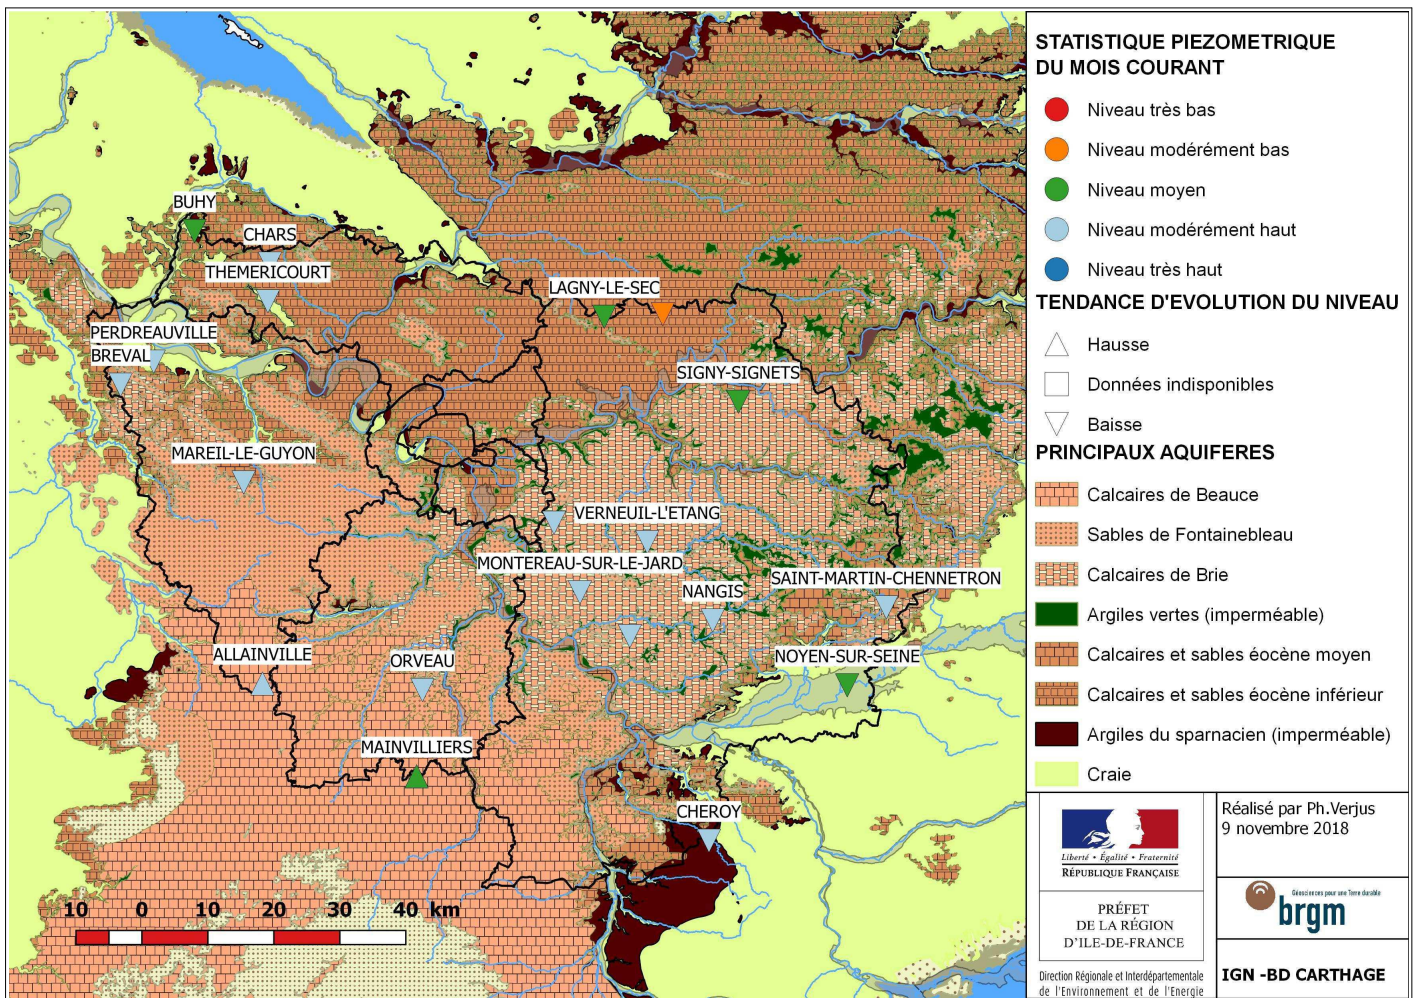 BUHY
CHARS
THEMERICOURT
LAGNY-LE-SEC
PERDREAUVILLE
BREVAL
SIGNY-SIGNETS
MAREIL-LE-GUYON
VERNEUIL-L'ETANG
MONTEREAU-SUR-LE-JARD
SAINT-MARTIN-CHENNETRON
NANGIS
ALLAINVILLE
ORVEAU
NOYEN-SUR-SEINE
MAINVILLIERS
CHEROY
10 0 10 20 30 40 km
STATISTIQUE PIEZOMETRIQUE
DU MOIS COURANT
Niveau très bas
Niveau modérément bas
Niveau moyen
Niveau modérément haut
Niveau très haut
TENDANCE D'EVOLUTION DU NIVEAU
Hausse
Données indisponibles
Baisse
PRINCIPAUX AQUIFERES
Calcaires de Beauce
Sables de Fontainebleau
Calcaires de Brie
Argiles vertes (imperméable)
Calcaires et sables éocène moyen
Calcaires et sables éocène inférieur
Argiles du sparnacien (imperméable)
Craie
Liberté • Égalité • Fraternité
RÉPUBLIQUE FRANÇAISE
PRÉFET
DE LA RÉGION
D'ILE-DE-FRANCE
Direction Régionale et Interdépartementale
de l'Environnement et de l'Energie
Réalisé par Ph.Verjus
9 novembre 2018
Géosciences pour une Terre durable
brgm
IGN -BD CARTHAGE